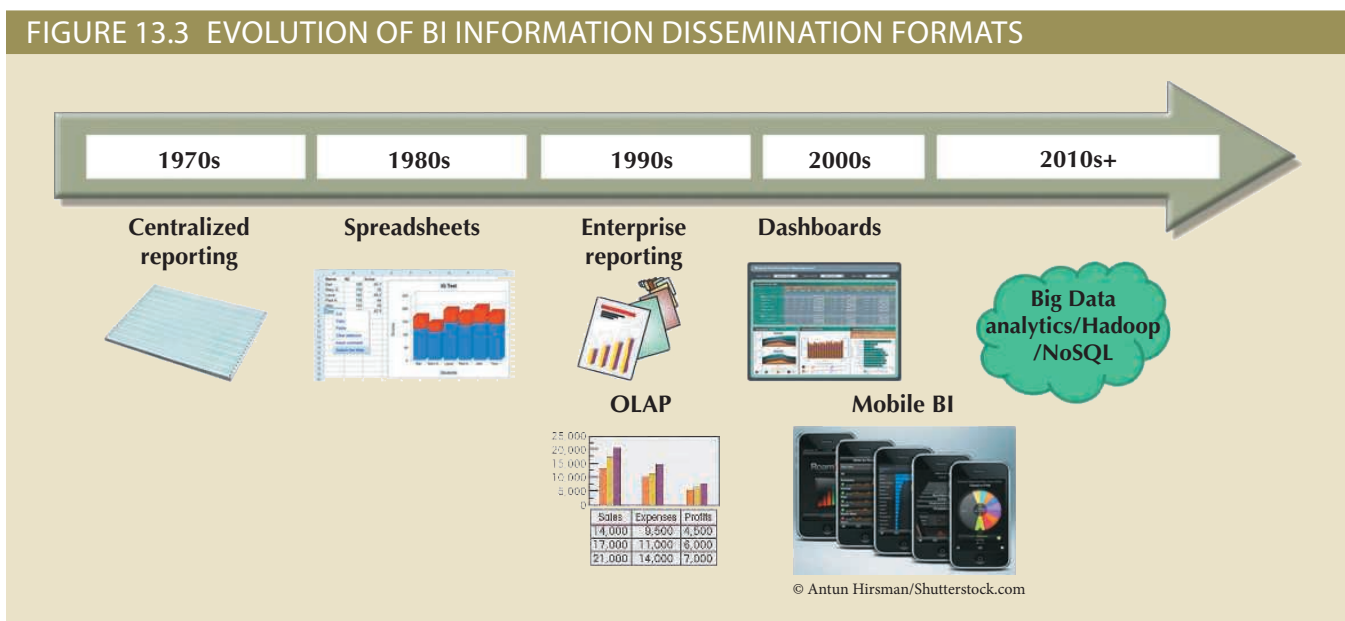 FIGURE 13.3 EVOLUTION OF BI INFORMATION DISSEMINATION FORMATS
1970s
1980s
1990s
2000s
2010s+
Centralized
reporting
Spreadsheets
Enterprise
reporting
Dashboards
Big Data
analytics/Hadoop
/NoSQL
OLAP
Mobile BI
25,000
20,000
15,000
10,000
5,000
0
Sales Expenses Profits
14,000 9,500 4,500
17,000 11,000 6,000
21,000 14,000 7,000
© Antun Hirsman/Shutterstock.com